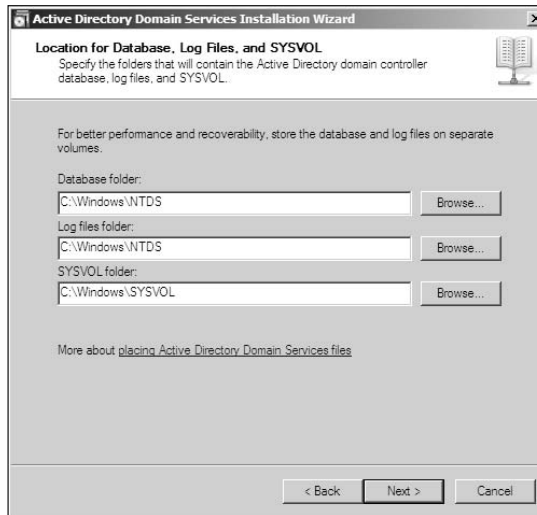 Active Directory Domain Services Installation Wizard
Location for Database, Log Files, and SYSVOL
Specify the folders that will contain the Active Directory domain controller
database, log files, and SYSVOL.
For better performance and recoverability, store the database and log files on separate
volumes.
Database folder:
C:\Windows\NTDS
Browse...
Log files folder:
C:\Windows\NTDS
Browse...
SYSVOL folder:
C:\Windows\SYSVOL
Browse...
More about placing Active Directory Domain Services files
< Back Next > Cancel